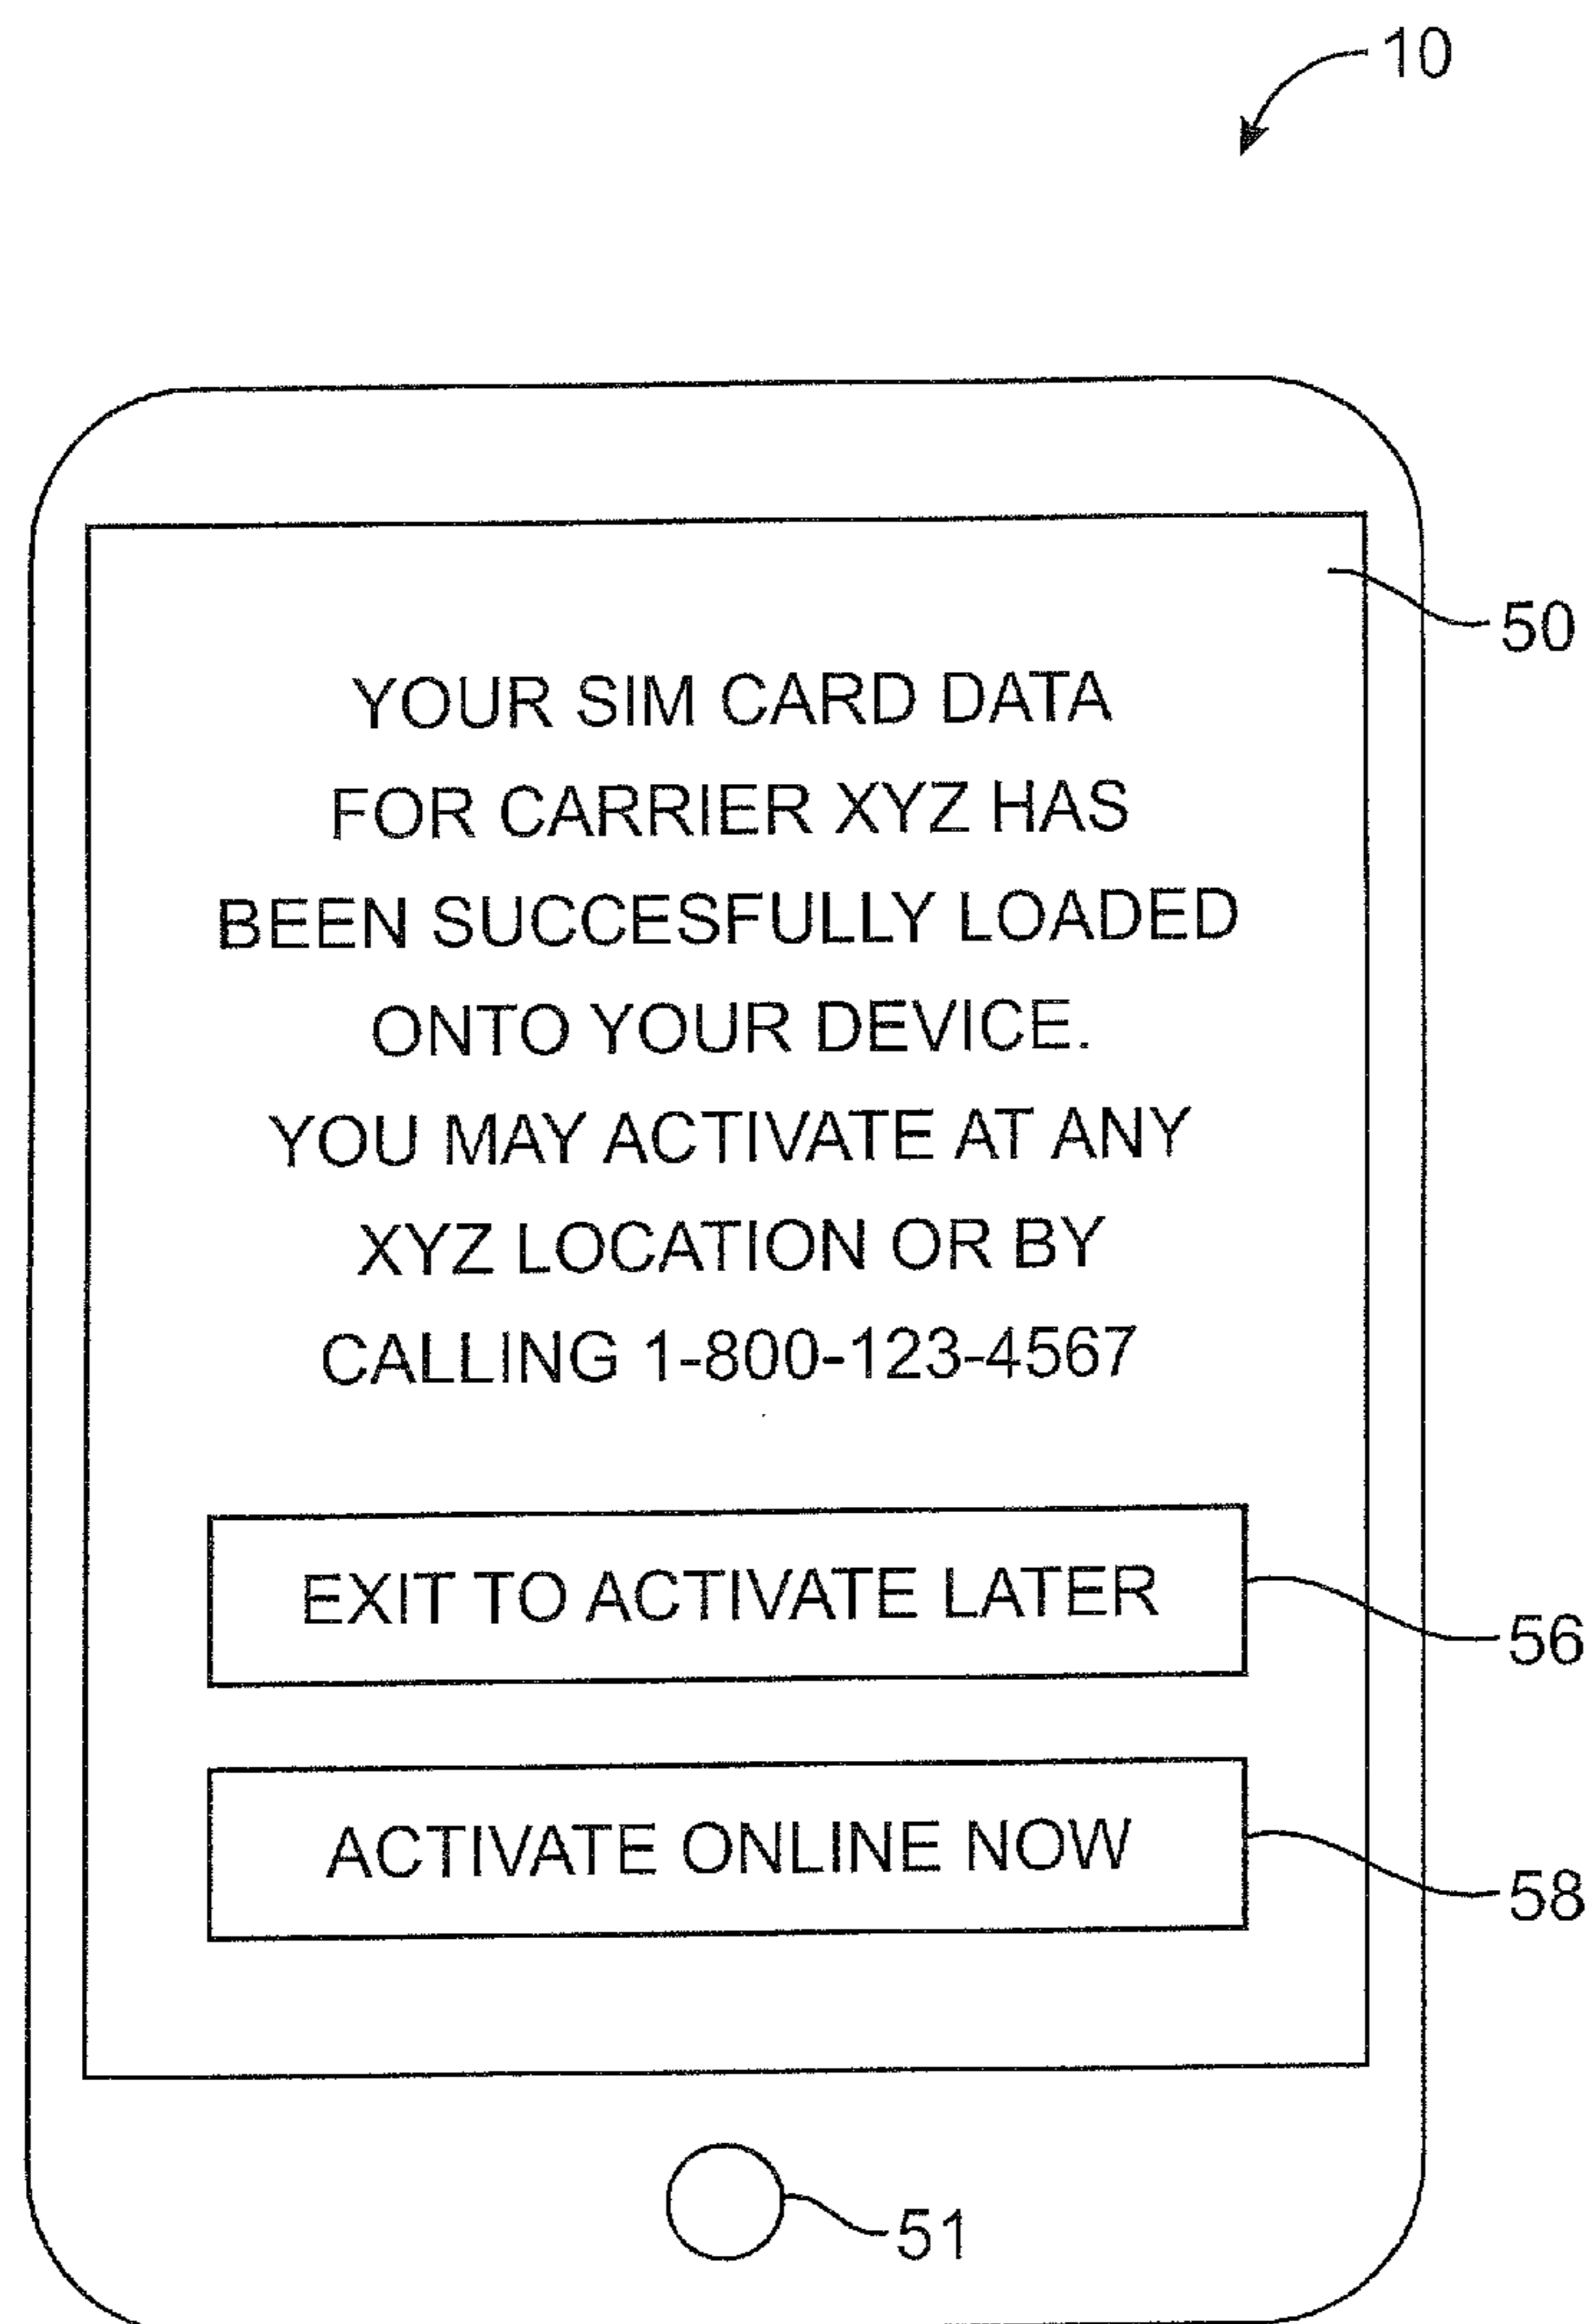 10
50
YOUR SIM CARD DATA
FOR CARRIER XYZ HAS
BEEN SUCCESFULLY LOADED
ONTO YOUR DEVICE.
YOU MAY ACTIVATE AT ANY
XYZ LOCATION OR BY
CALLING 1-800-123-4567
EXIT TO ACTIVATE LATER
56
ACTIVATE ONLINE NOW
58
51